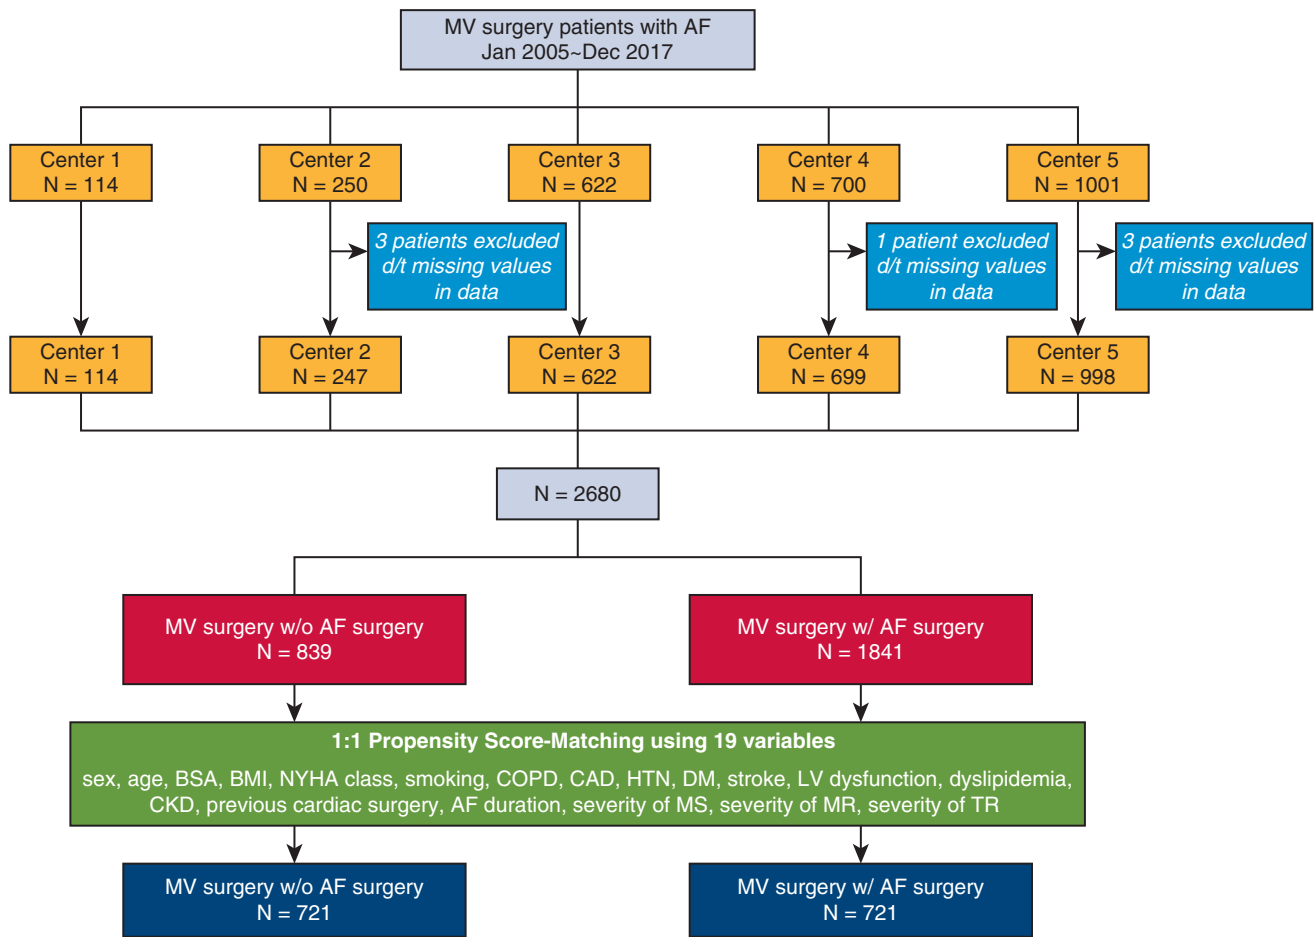 MV surgery patients with AF
Jan 2005~Dec 2017
Center 1
N = 114
Center 2
N = 250
Center 3
N = 622
Center 4
N = 700
Center 5
N = 1001
3 patients excluded
d/t missing values
in data
1 patient excluded
d/t missing values
in data
3 patients excluded
d/t missing values
in data
Center 1
N = 114
Center 2
N = 247
Center 3
N = 622
Center 4
N = 699
Center 5
N = 998
N = 2680
MV surgery w/o AF surgery
N = 839
MV surgery w/ AF surgery
N = 1841
1:1 Propensity Score-Matching using 19 variables
sex, age, BSA, BMI, NYHA class, smoking, COPD, CAD, HTN, DM, stroke, LV dysfunction, dyslipidemia,
CKD, previous cardiac surgery, AF duration, severity of MS, severity of MR, severity of TR
MV surgery w/o AF surgery
N = 721
MV surgery w/ AF surgery
N = 721